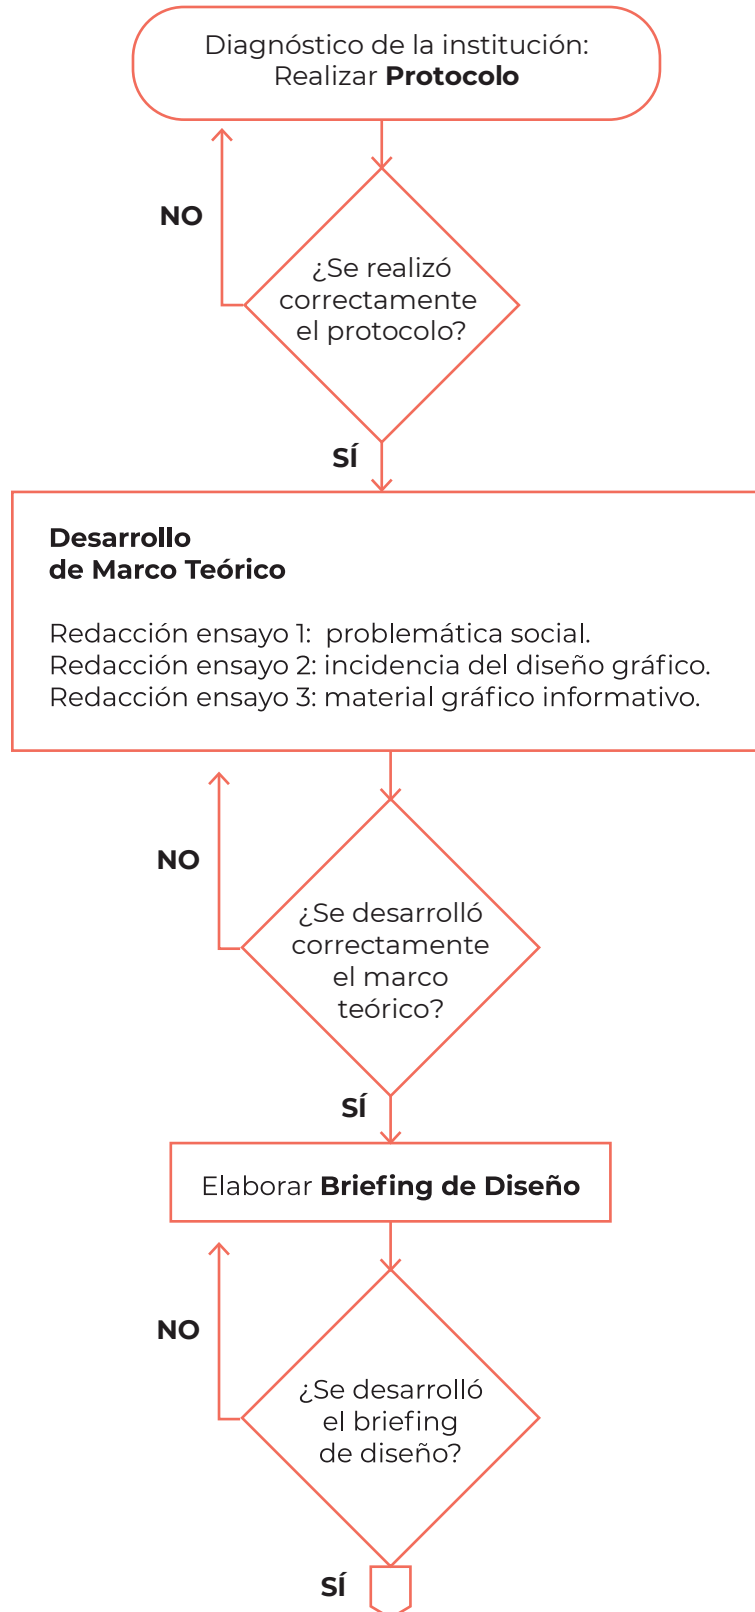 Diagnóstico de la institución:
Realizar Protocolo
NO
¿Se realizó
correctamente
el protocolo?
SÍ
Desarrollo
de Marco Teórico
Redacción ensayo 1:  problemática social.
Redacción ensayo 2: incidencia del diseño gráfico.
Redacción ensayo 3: material gráfico informativo.
NO
¿Se desarrolló
correctamente
el marco
teórico?
SÍ
Elaborar Briefing de Diseño
NO
¿Se desarrolló
el briefing
de diseño?
SÍ